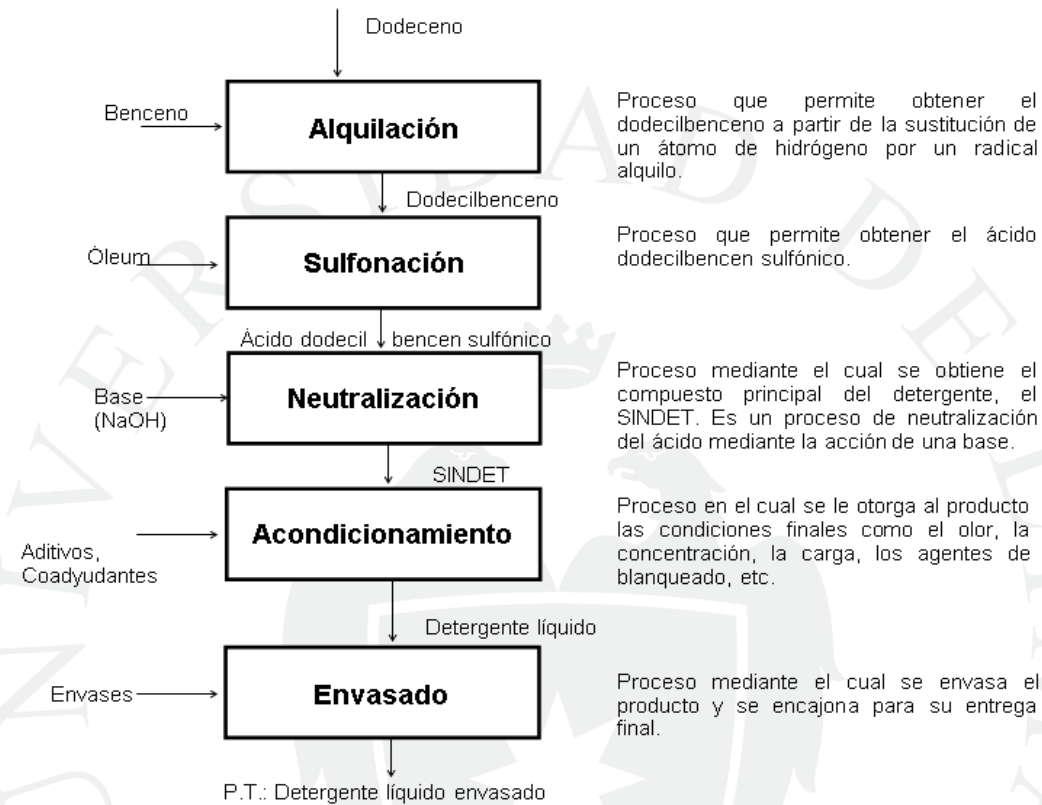 Dodeceno
Benceno
Alquilación
Proceso que permite obtener el
dodecilbenceno a partir de la sustitución de
un átomo de hidrógeno por un radical
alquilo.
Dodecilbenceno
Óleum
Sulfonación
Proceso que permite obtener el ácido
dodecilbencen sulfónico.
Ácido dodecil bencen sulfónico
Base
(NaOH)
Neutralización
Proceso mediante el cual se obtiene el
compuesto principal del detergente, el
SINDET. Es un proceso de neutralización
del ácido mediante la acción de una base.
SINDET
Aditivos,
Coadyudantes
Acondicionamiento
Proceso en el cual se le otorga al producto
las condiciones finales como el olor, la
concentración, la carga, los agentes de
blanqueado, etc.
Detergente líquido
Envases
Envasado
Proceso mediante el cual se envasa el
producto y se encajona para su entrega
final.
P.T.: Detergente líquido envasado